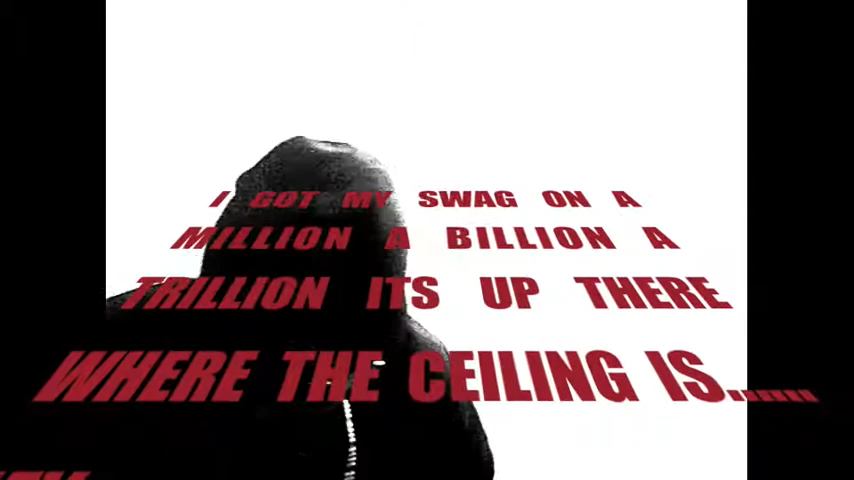 I GOT MY SWAG ON A
MILLION A BILLION A
TRILLION ITS UP THERE
WHERE THE CEILING IS.......